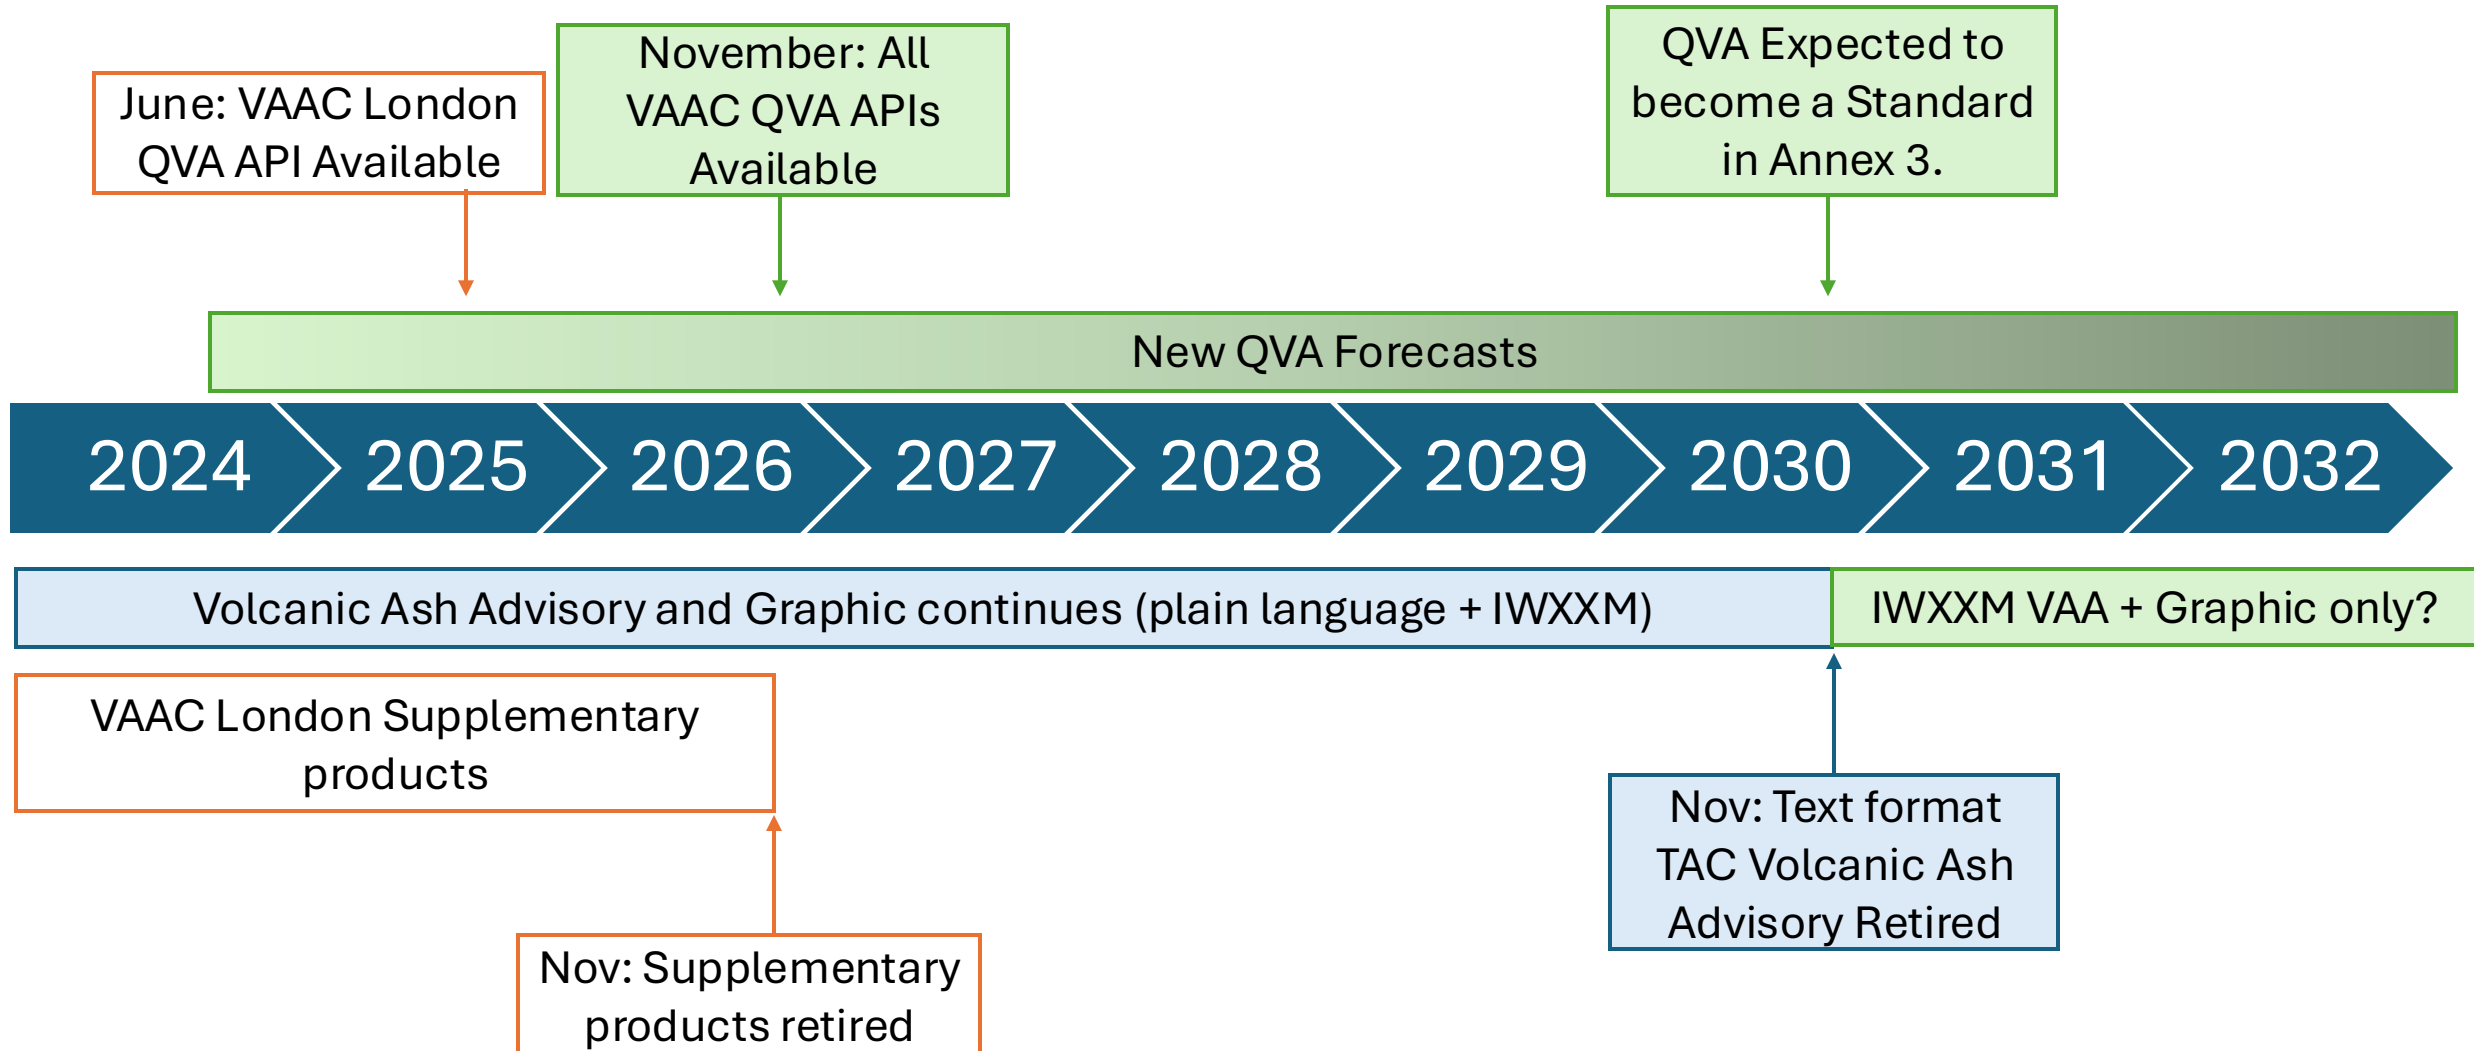 June: VAAC London
QVA API Available
November: All
VAAC QVA APIs
Available
QVA Expected to
become a Standard
in Annex 3.
New QVA Forecasts
2024
2025
2026
2027
2028
2029
2030
2031
2032
Volcanic Ash Advisory and Graphic continues (plain language + IWXXM)
IWXXM VAA + Graphic only?
VAAC London Supplementary
products
Nov: Supplementary
products retired
Nov: Text format
TAC Volcanic Ash
Advisory Retired